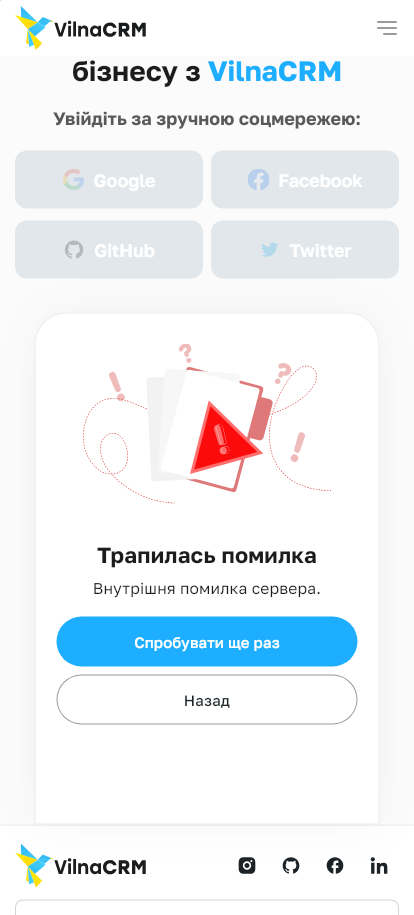 VilnaCRM
бізнесу з VilnaCRM
Увійдіть за зручною соцмережею:
Google
Facebook
GitHub
Twitter
Трапилась помилка
Внутрішня помилка сервера.
Спробувати ще раз
Назад
VilnaCRM